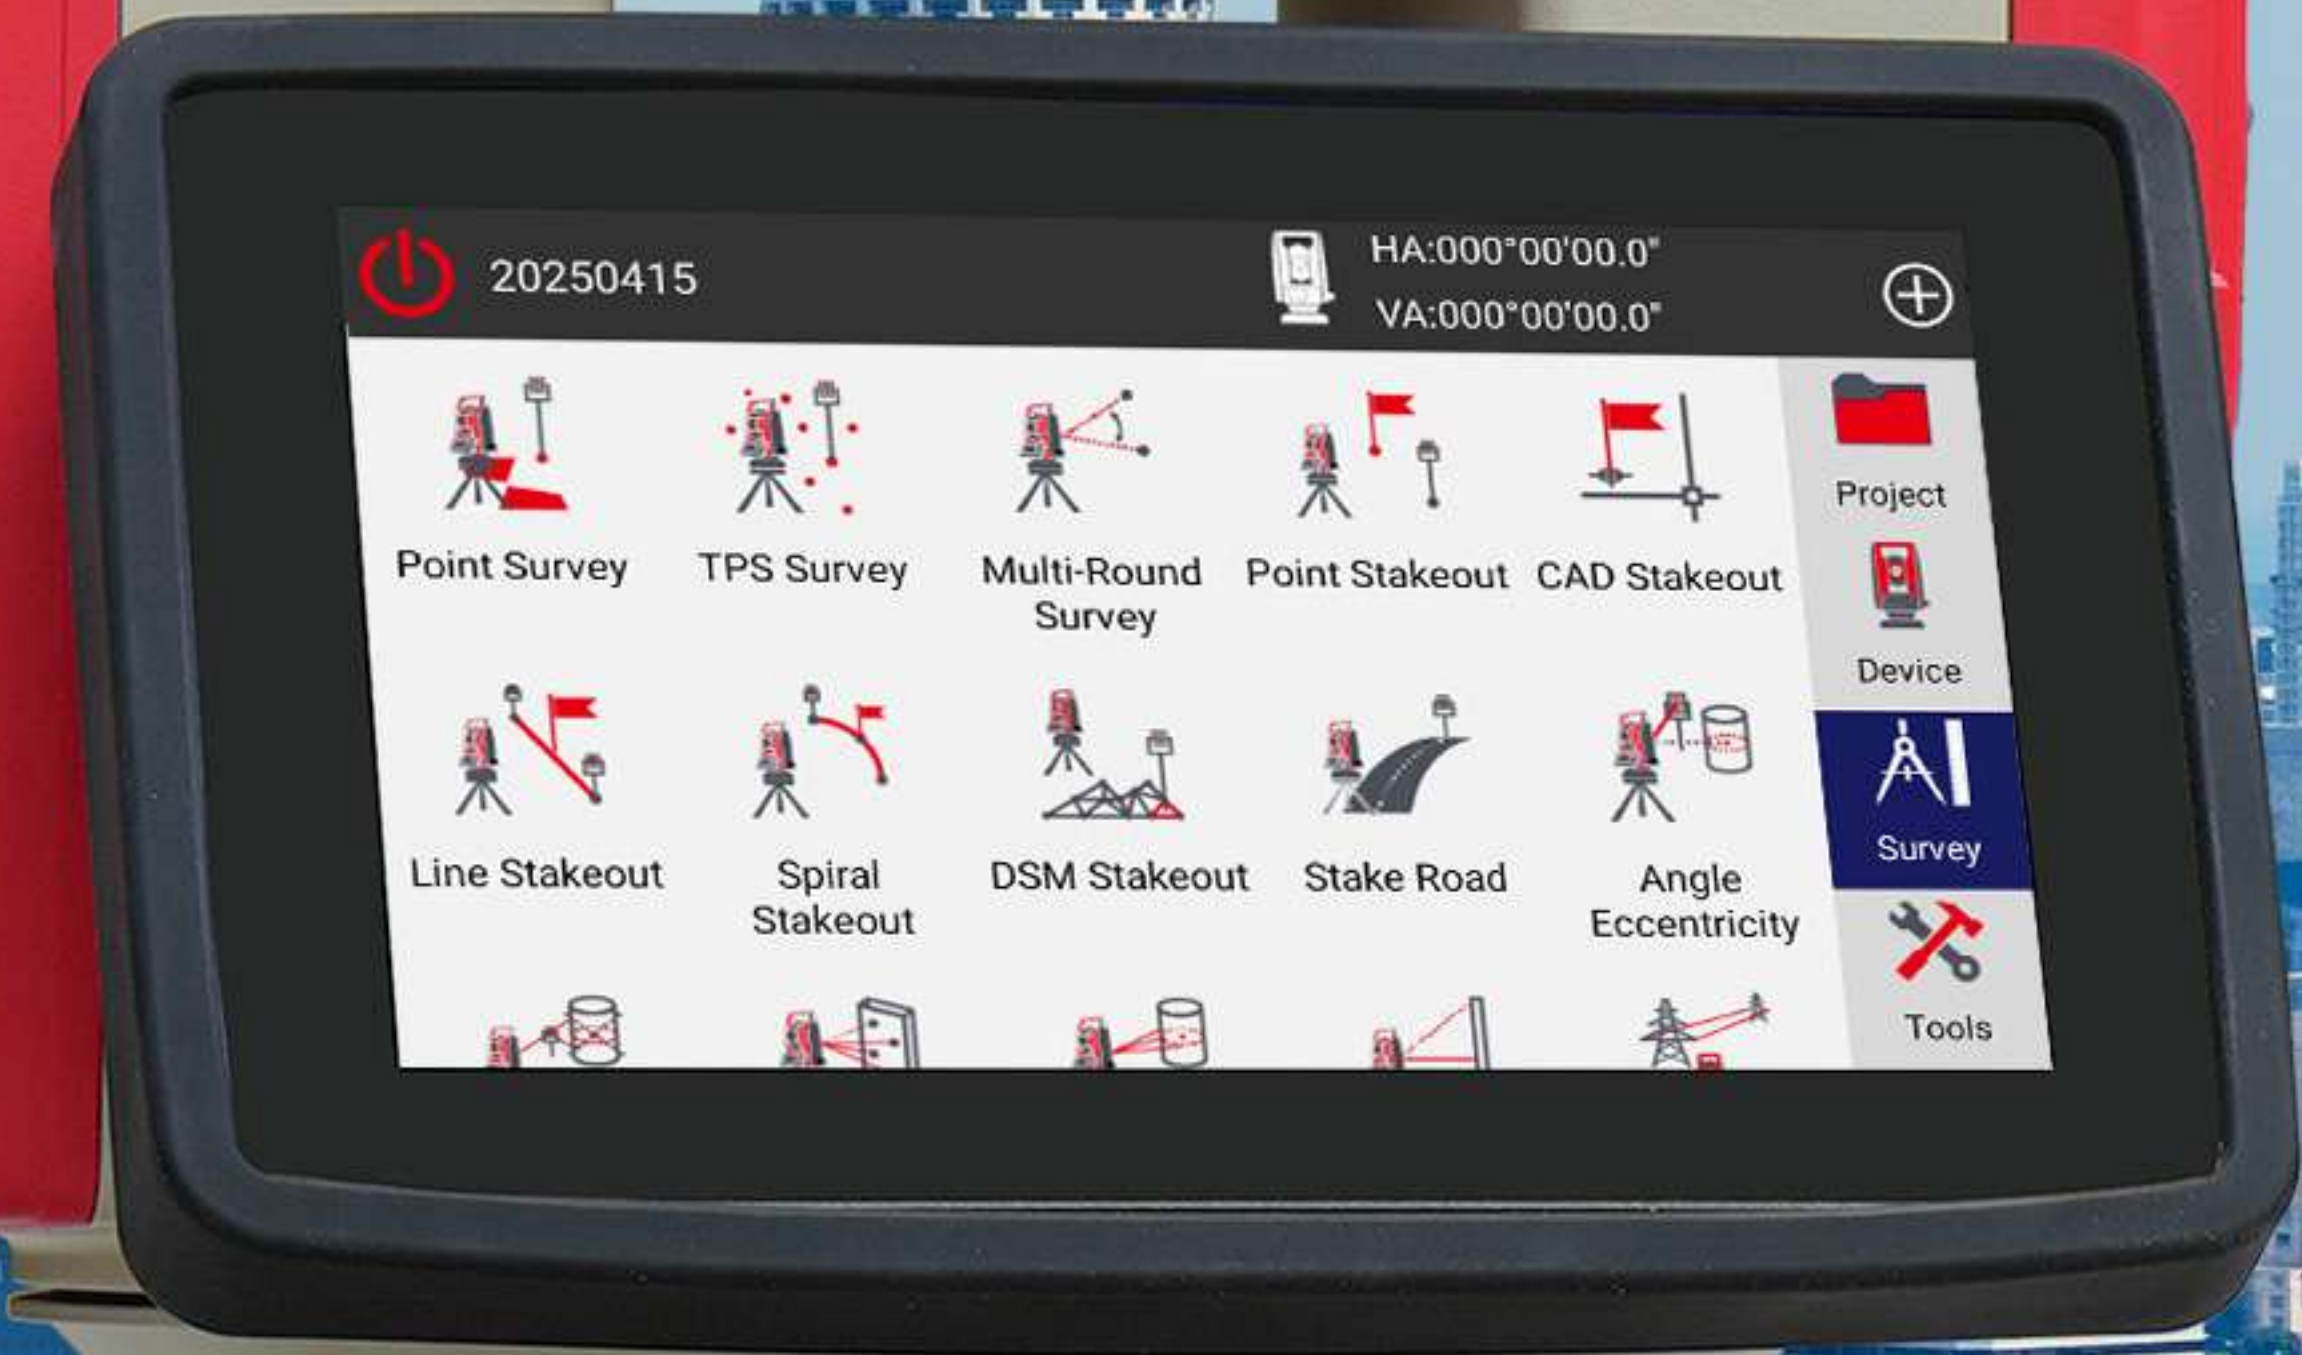 20250415
HA:000°00'00.0"
VA:000°00'00.0"
Point Survey
TPS Survey
Multi-Round
Survey
Point Stakeout
CAD Stakeout
Line Stakeout
Spiral
Stakeout
DSM Stakeout
Stake Road
Angle
Eccentricity
Project
Device
Survey
Tools